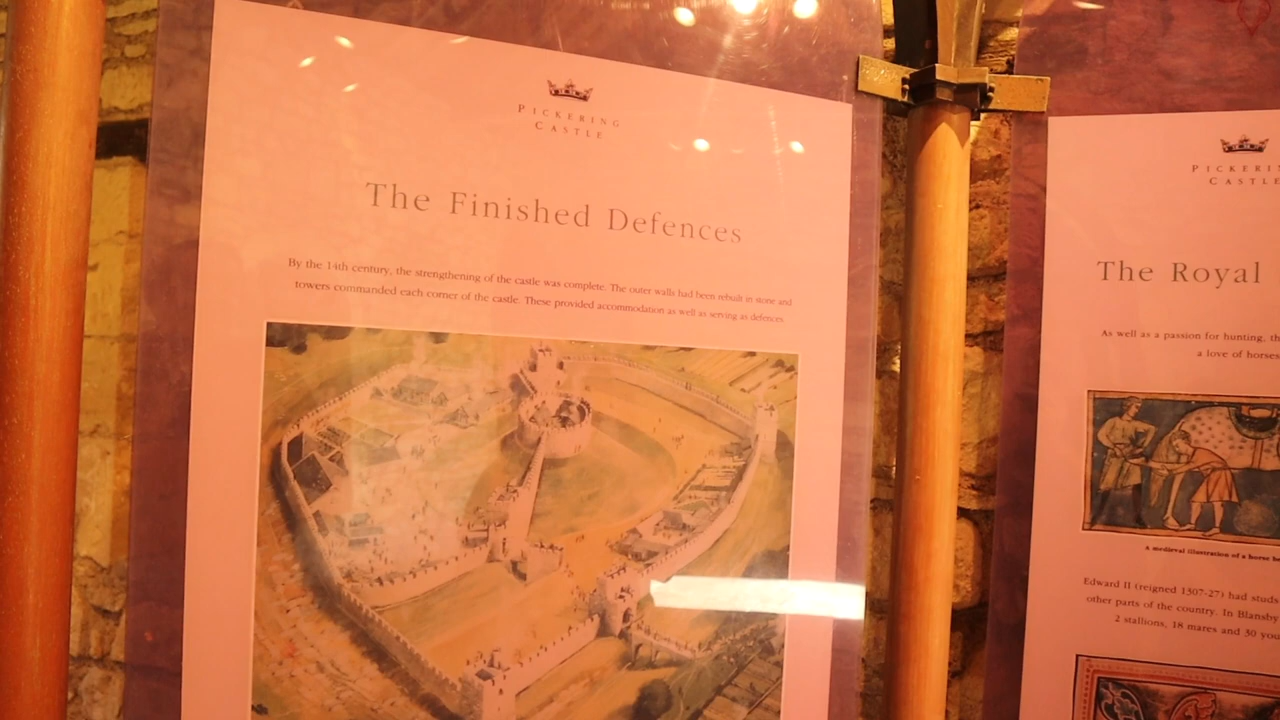 PICKERING
CASTLE
The Finished Defences
By the 14th century, the strengthening of the castle was complete. The outer walls had been rebuilt in stone and
towers commanded each corner of the castle. These provided accommodation as well as serving as defences.
PICKERIN
CASTLE
The Royal
As well as a passion for hunting, th
a love of horses
A medieval illustration of a horse be
Edward II (reigned 1307-27) had studs
other parts of the country. In Blansby
2 stallions, 18 mares and 30 you